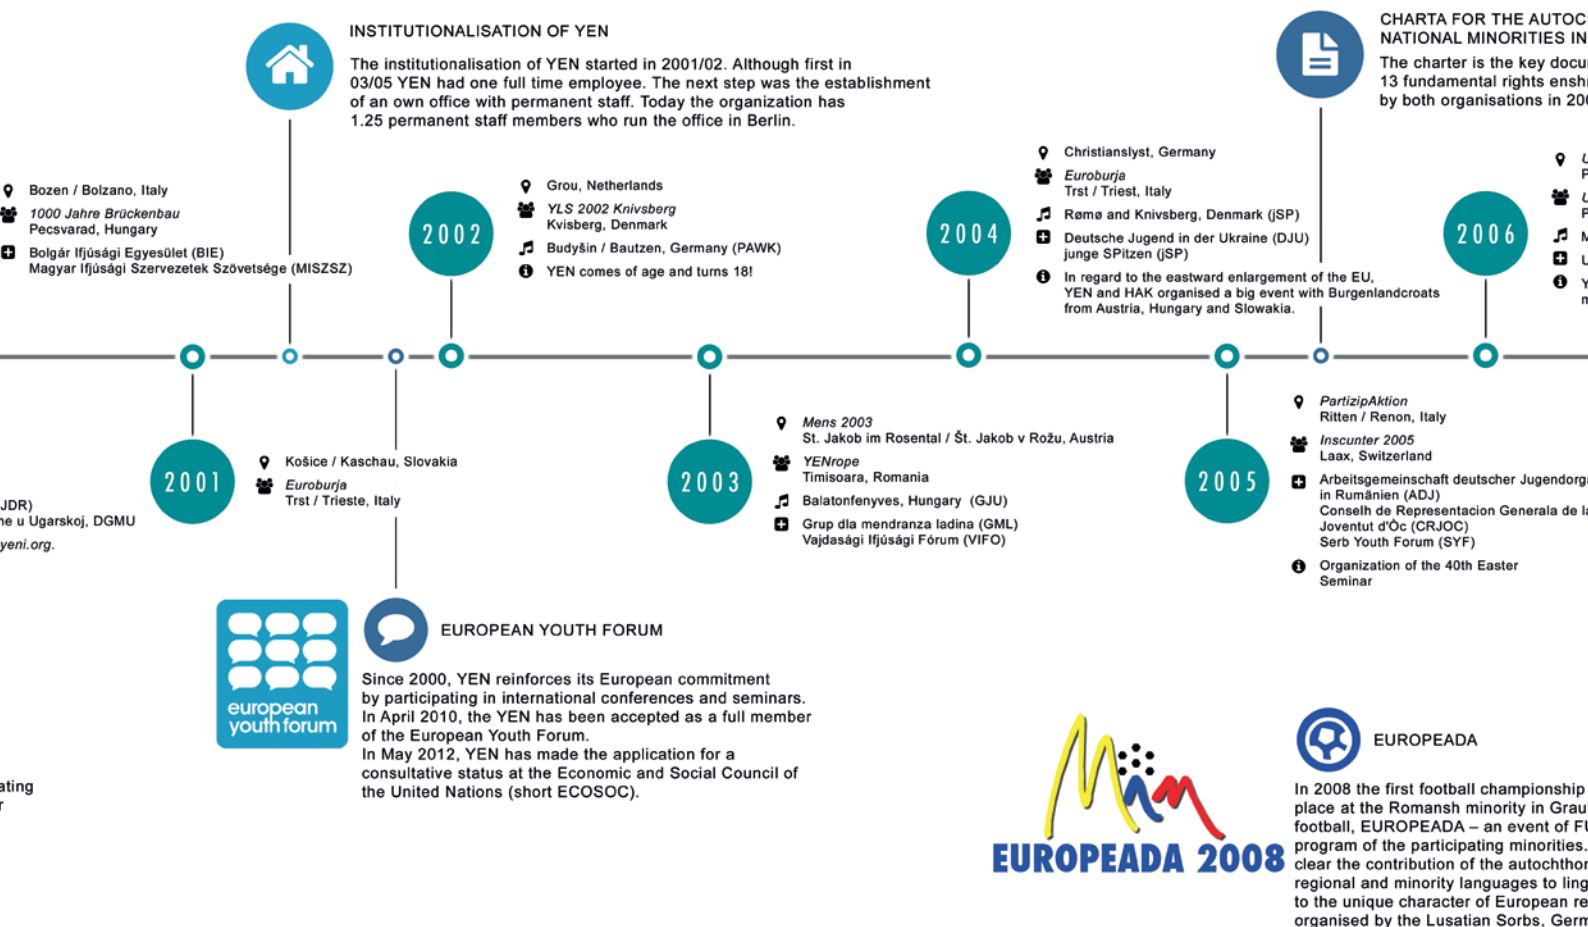 INSTITUTIONALISATION OF YEN
The institutionalisation of YEN started in 2001/02. Although first in
03/05 YEN had one full time employee. The next step was the establishment
of an own office with permanent staff. Today the organization has
1.25 permanent staff members who run the office in Berlin.
CHARTA FOR THE
NATIONAL MINORITIES IN
The charter is the key
13 fundamental rights
by both organisations in
Bozen / Bolzano, Italy
1000 Jahre Brückenbau
Pecsvarad, Hungary
Bolgár Ifjúsági Egyesület (BIE)
Magyar Ifjúsági Szervezetek Szövetsége (MISZSZ)
2002
Grou, Netherlands
YLS 2002 Knivsberg
Kvisberg, Denmark
Budyšin / Bautzen, Germany (PAWK)
YEN comes of age and turns 18!
2004
Christianslyst, Germany
Euroburja
Trst / Triest, Italy
Rømø and Knivsberg, Denmark (jSP)
Deutsche Jugend in der Ukraine (DJU)
junge SPitzen (jSP)
In regard to the eastward enlargement of the EU,
YEN and HAK organised a big event with Burgenlandcroats
from Austria, Hungary and Slowakia.
2006
JDR)
ne u Ugarskoj, DGMU
yeni.org.
2001
Košice / Kaschau, Slovakia
Euroburja
Trst / Trieste, Italy
2003
Mens 2003
St. Jakob im Rosental / Št. Jakob v Rožu, Austria
YENrope
Timisoara, Romania
Balatonfenyves, Hungary (GJU)
Grup dla mendranza ladina (GML)
Vajdasági Ifjúsági Fórum (VIFO)
2005
PartizipAktion
Ritten / Renon, Italy
Inscunter 2005
Laax, Switzerland
Arbeitsgemeinschaft deutscher
in Rumänien (ADJ)
Conselh de Representacion Generala de la
Joventut d'Òc (CRJOC)
Serb Youth Forum (SYF)
Organization of the 40th Easter
Seminar
european
youth forum
EUROPEAN YOUTH FORUM
Since 2000, YEN reinforces its European commitment
by participating in international conferences and seminars.
In April 2010, the YEN has been accepted as a full member
of the European Youth Forum.
In May 2012, YEN has made the application for a
consultative status at the Economic and Social Council of
the United Nations (short ECOSOC).
ating
r
EUROPEADA 2008
EUROPEADA
In 2008 the first football championship
place at the Romansh minority in
football, EUROPEADA – an event of
program of the participating minorities.
clear the contribution of the
regional and minority languages to
to the unique character of European
organised by the Lusatian Sorbs,